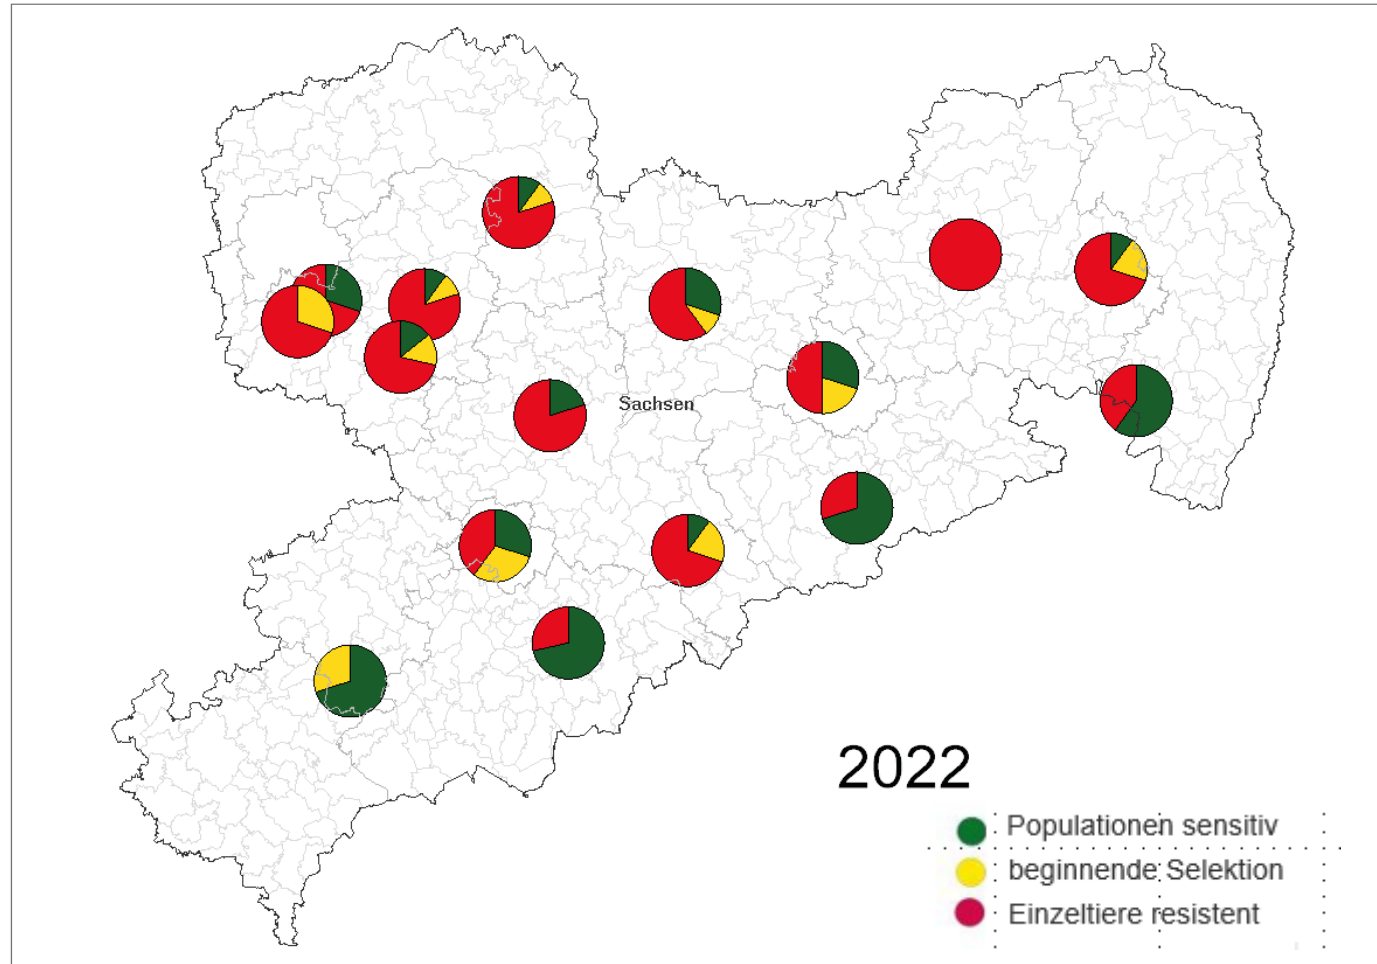 Sachsen
2022
Populationen sensitiv
beginnende Selektion
Einzeltiere resistent